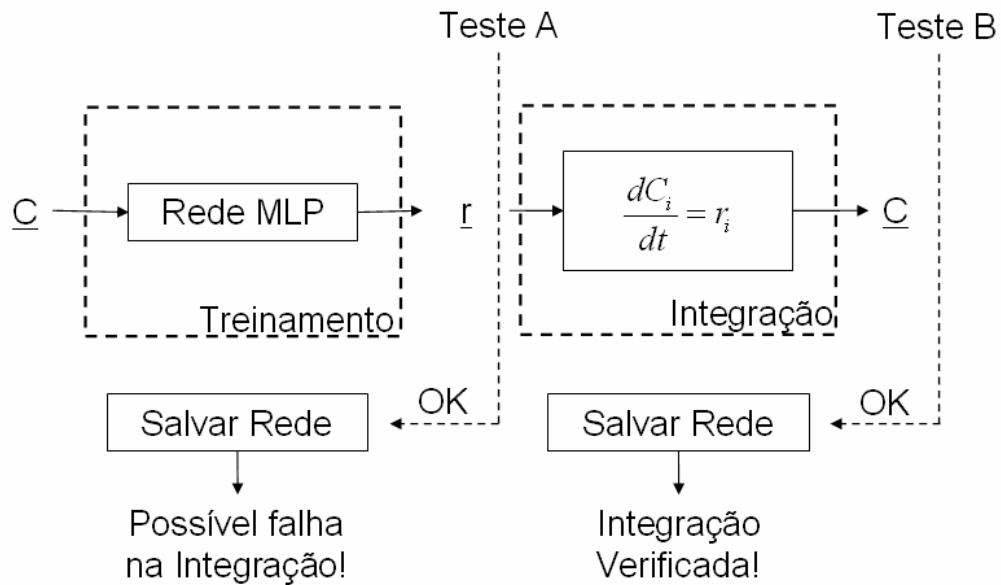 Teste A
Teste B
C
Rede MLP
r
dC_i/dt = r_i
C
Treinamento
Integração
OK
OK
Salvar Rede
Salvar Rede
Possível falha
na Integração!
Integração
Verificada!